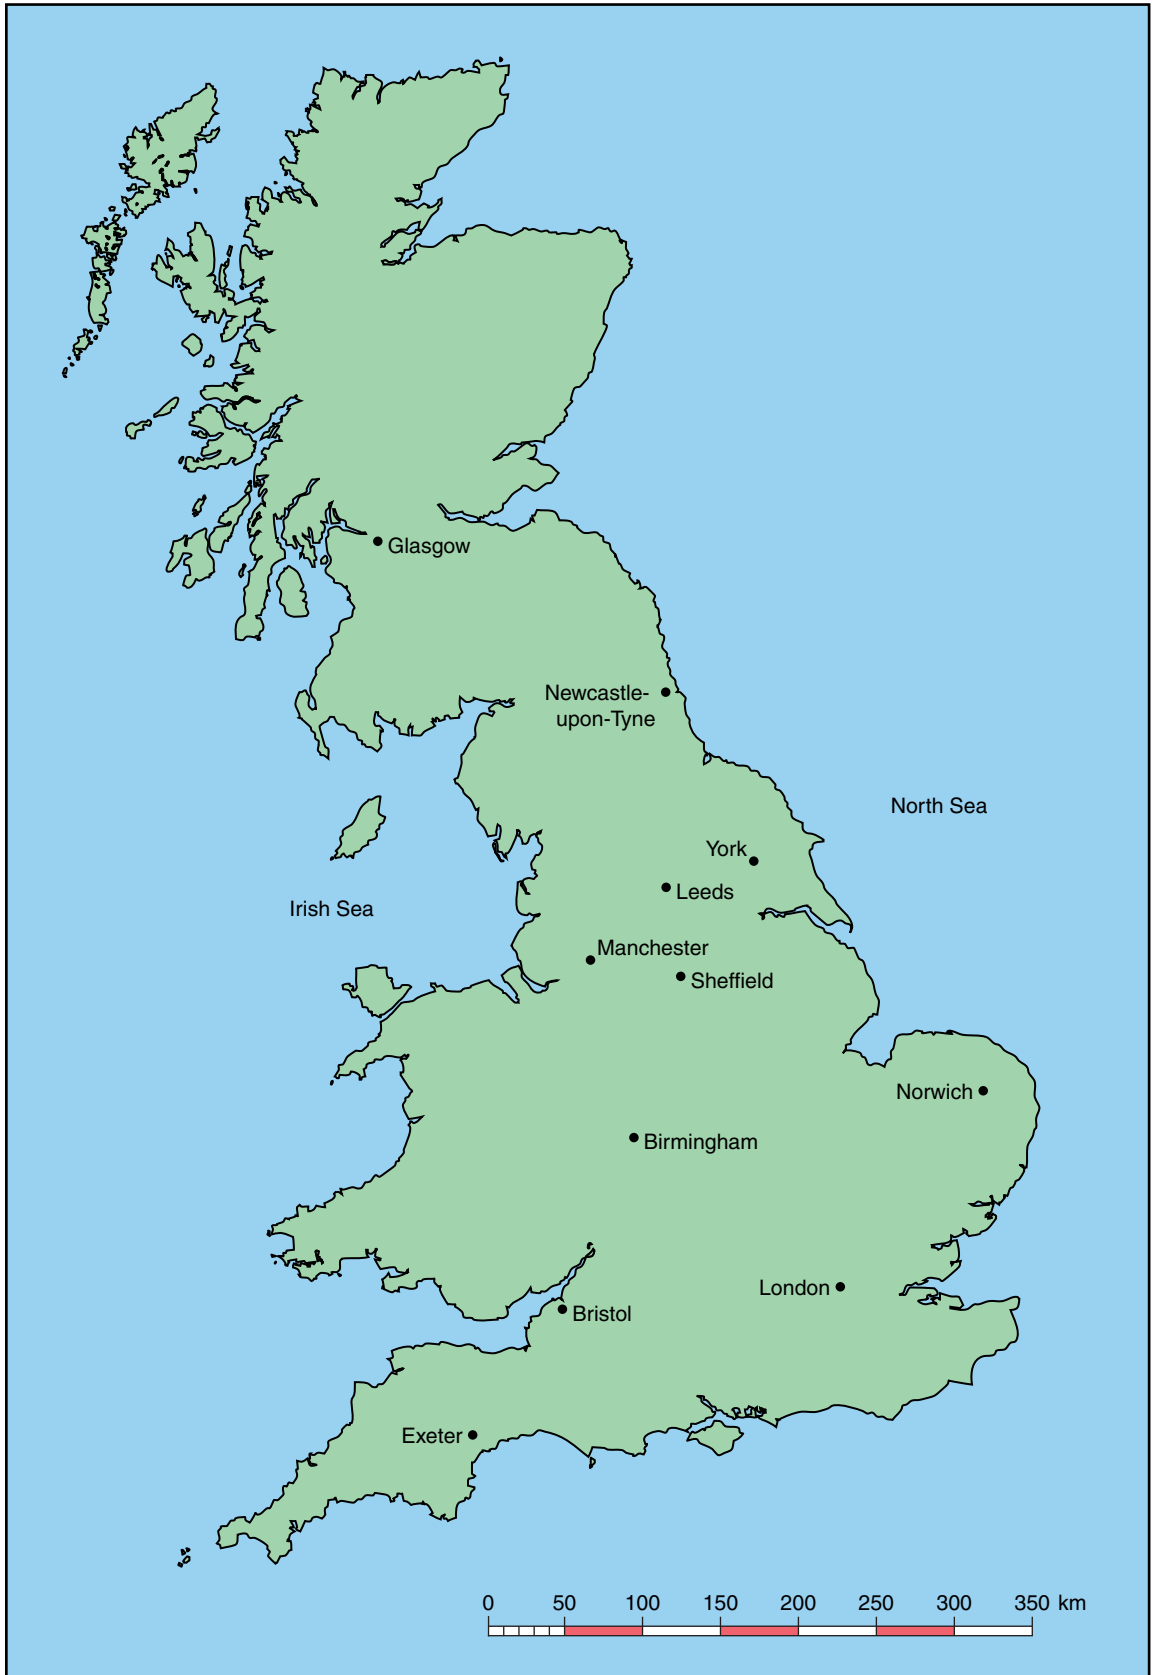 Glasgow
Newcastle-
upon-Tyne
North Sea
York
Leeds
Irish Sea
Manchester
Sheffield
Norwich
Birmingham
London
Bristol
Exeter
0 50 100 150 200 250 300 350 km